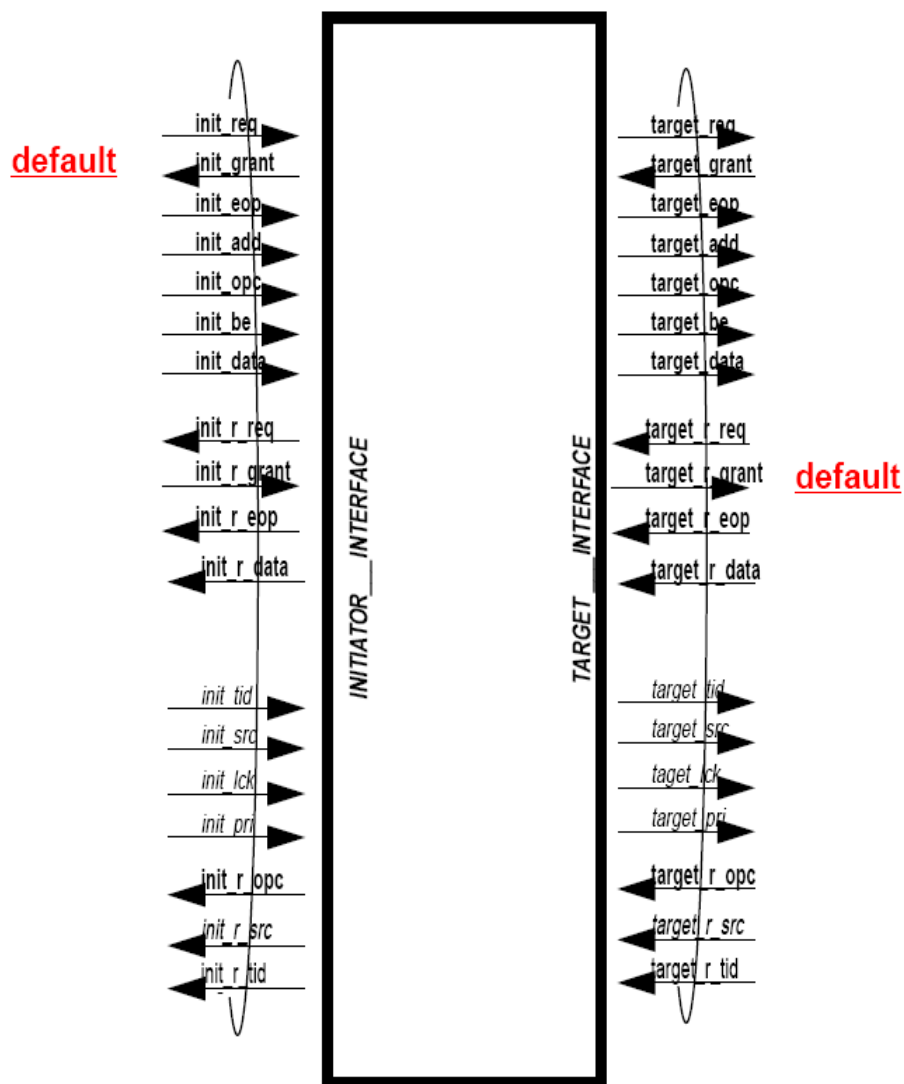 init_req
default
init_grant
init_eop
init_add
init_opc
init_be
init_data
init_r_req
init_r_grant
init_r_eop
init_r_data
init_tid
init_src
init_lck
init_pri
init_r_opc
init_r_src
init_r_tid
INITIATOR___INTERFACE
TARGET___INTERFACE
target_req
target_grant
target_eop
target_add
target_opc
target_be
target_data
target_r_req
target_r_grant
default
target_r_eop
target_r_data
target_tid
target_src
taget_lck
target_pri
target_r_opc
target_r_src
target_r_tid